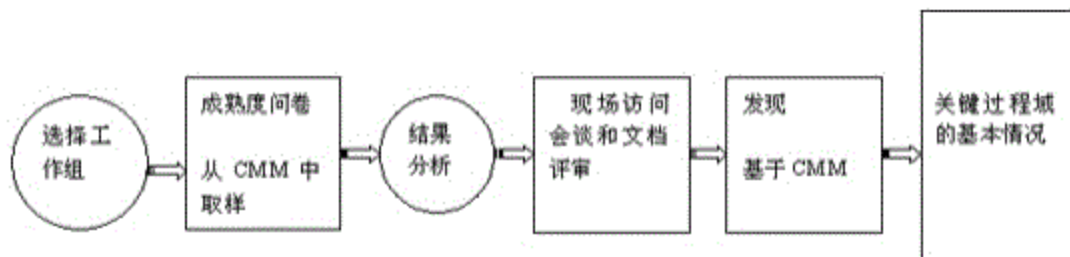 选择工
作组
成熟度问卷
从 CMM 中
取样
结果
分析
现场访问
会谈和文档
评审
发现
基于 CMM
关键过程域
的基本情况